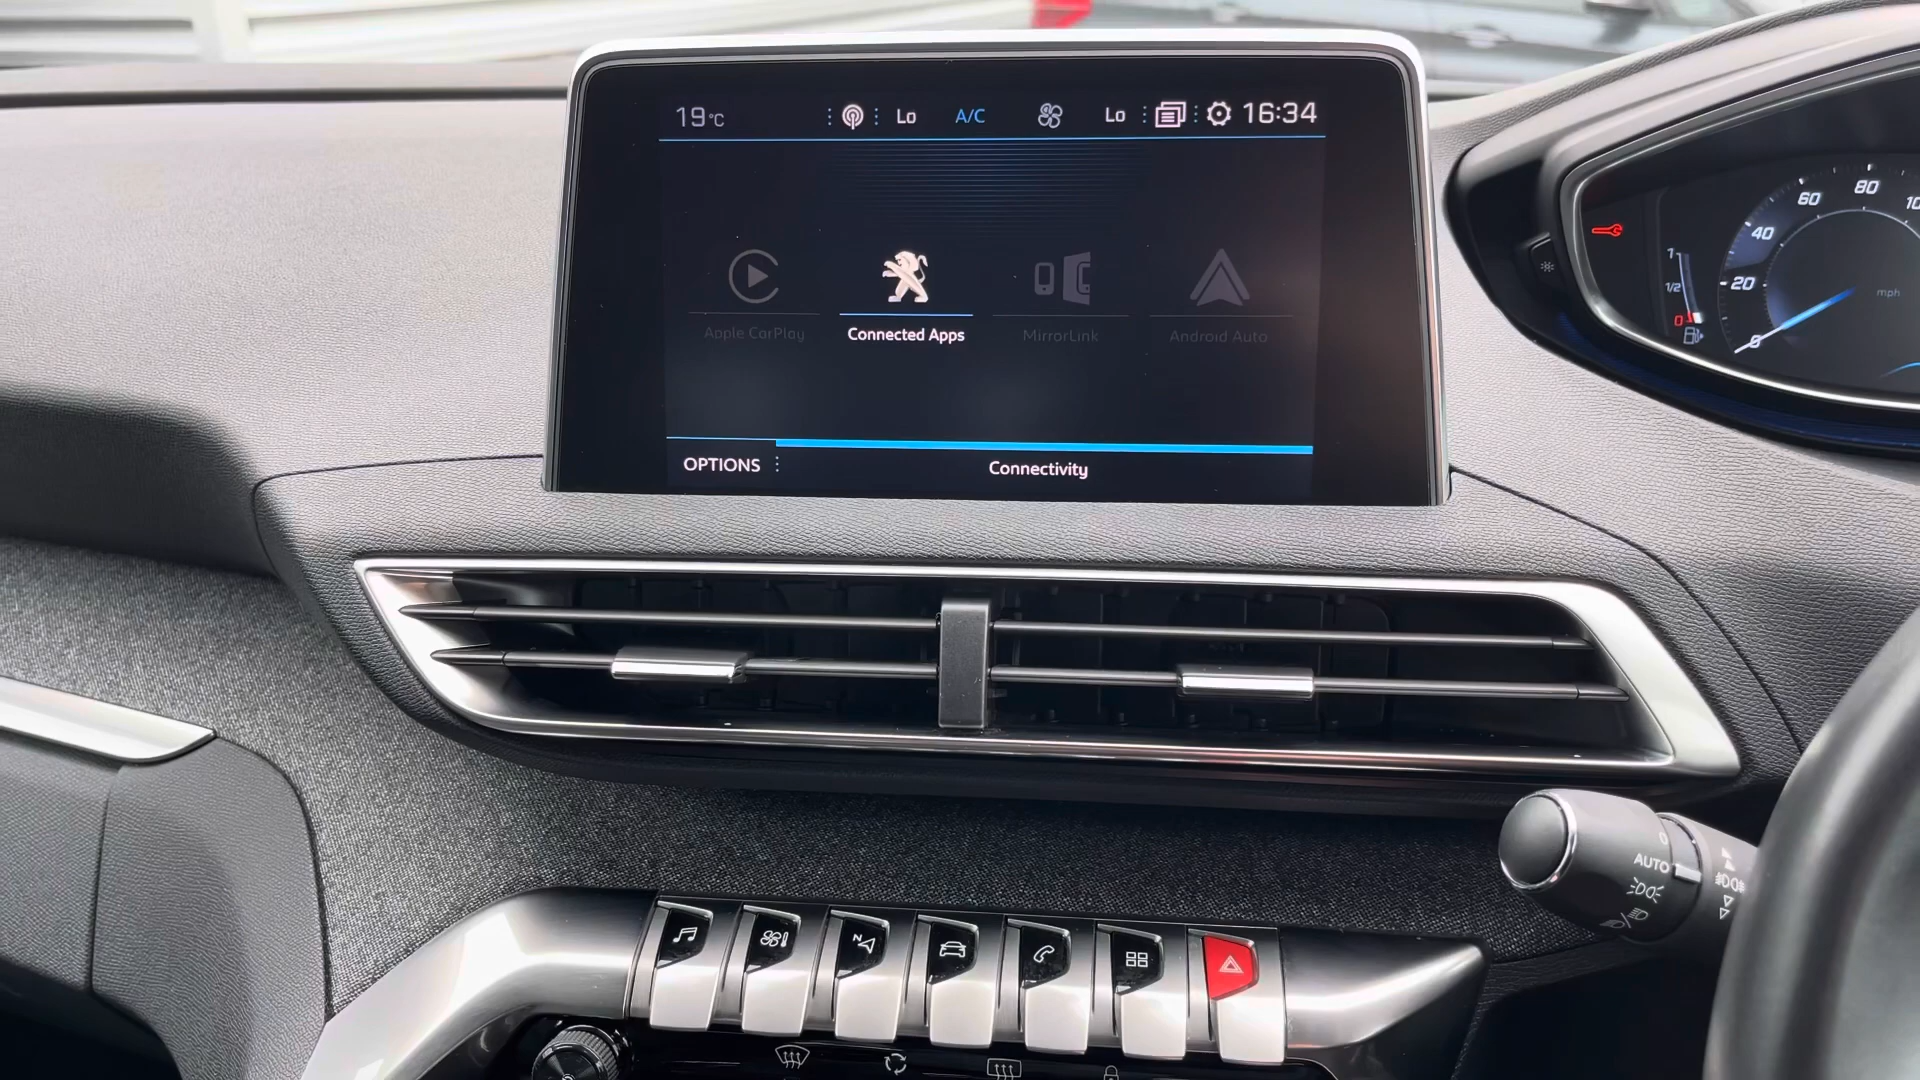 19°C Lo A/C Lo 16:34
Apple CarPlay Connected Apps MirrorLink Android Auto
OPTIONS Connectivity
1
1/2
0
0 20 40 60 80
mph
AUTO
N